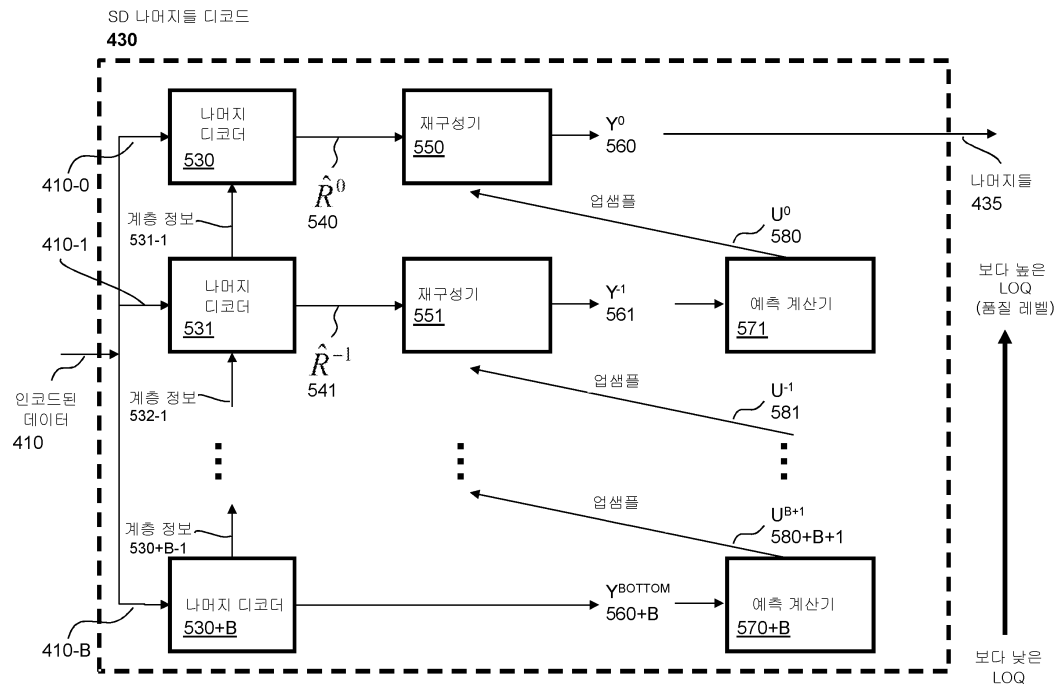 SD 나머지들 디코드
430
나머지
디코더
530
재구성기
550
Y⁰
560
410-0
R̂⁰
540
나머지들
435
계층 정보
531-1
업샘플
U⁰
580
410-1
나머지
디코더
531
재구성기
551
Y⁻¹
561
예측 계산기
571
보다 높은
LOQ
(품질 레벨)
R̂⁻¹
541
인코드된
데이터
410
계층 정보
532-1
업샘플
U⁻¹
581
업샘플
U^B+1
580+B+1
계층 정보
530+B-1
나머지 디코더
530+B
Y^BOTTOM
560+B
예측 계산기
570+B
410-B
보다 낮은
LOQ